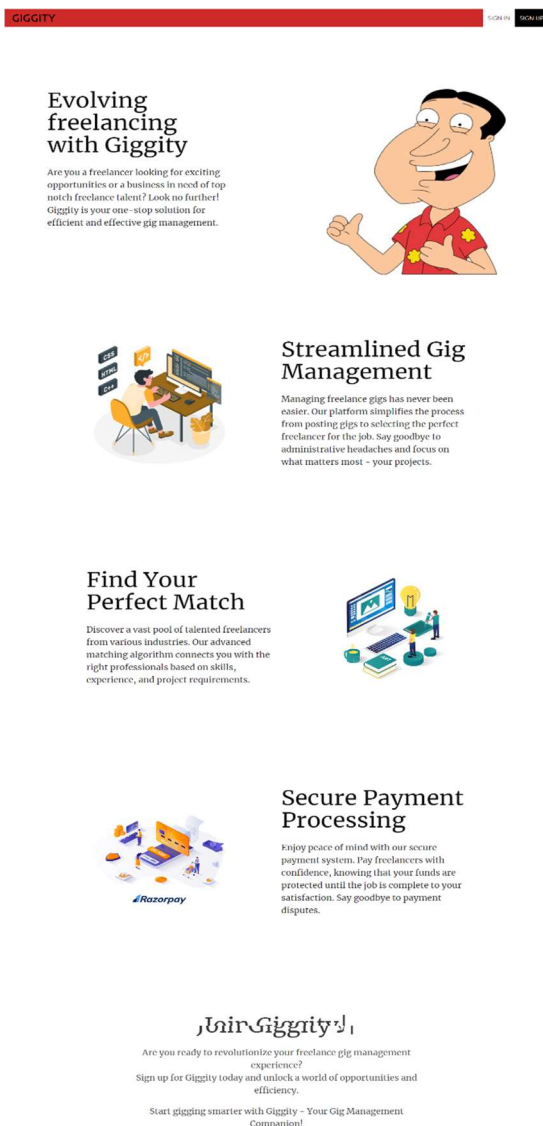 GIGGITY
SIGN IN
SIGN UP
Evolving
freelancing
with Giggity
Are you a freelancer looking for exciting
opportunities or a business in need of top
notch freelance talent? Look no further!
Giggity is your one-stop solution for
efficient and effective gig management.
CSS
HTML
C++
</>
Streamlined Gig
Management
Managing freelance gigs has never been
easier. Our platform simplifies the process
from posting gigs to selecting the perfect
freelancer for the job. Say goodbye to
administrative headaches and focus on
what matters most - your projects.
Find Your
Perfect Match
Discover a vast pool of talented freelancers
from various industries. Our advanced
matching algorithm connects you with the
right professionals based on skills,
experience, and project requirements.
Secure Payment
Processing
Enjoy peace of mind with our secure
payment system. Pay freelancers with
confidence, knowing that your funds are
protected until the job is complete to your
satisfaction. Say goodbye to payment
disputes.
Razorpay
Giggity
Are you ready to revolutionize your freelance gig management
experience?
Sign up for Giggity today and unlock a world of opportunities and
efficiency.
Start gigging smarter with Giggity - Your Gig Management
Companion!